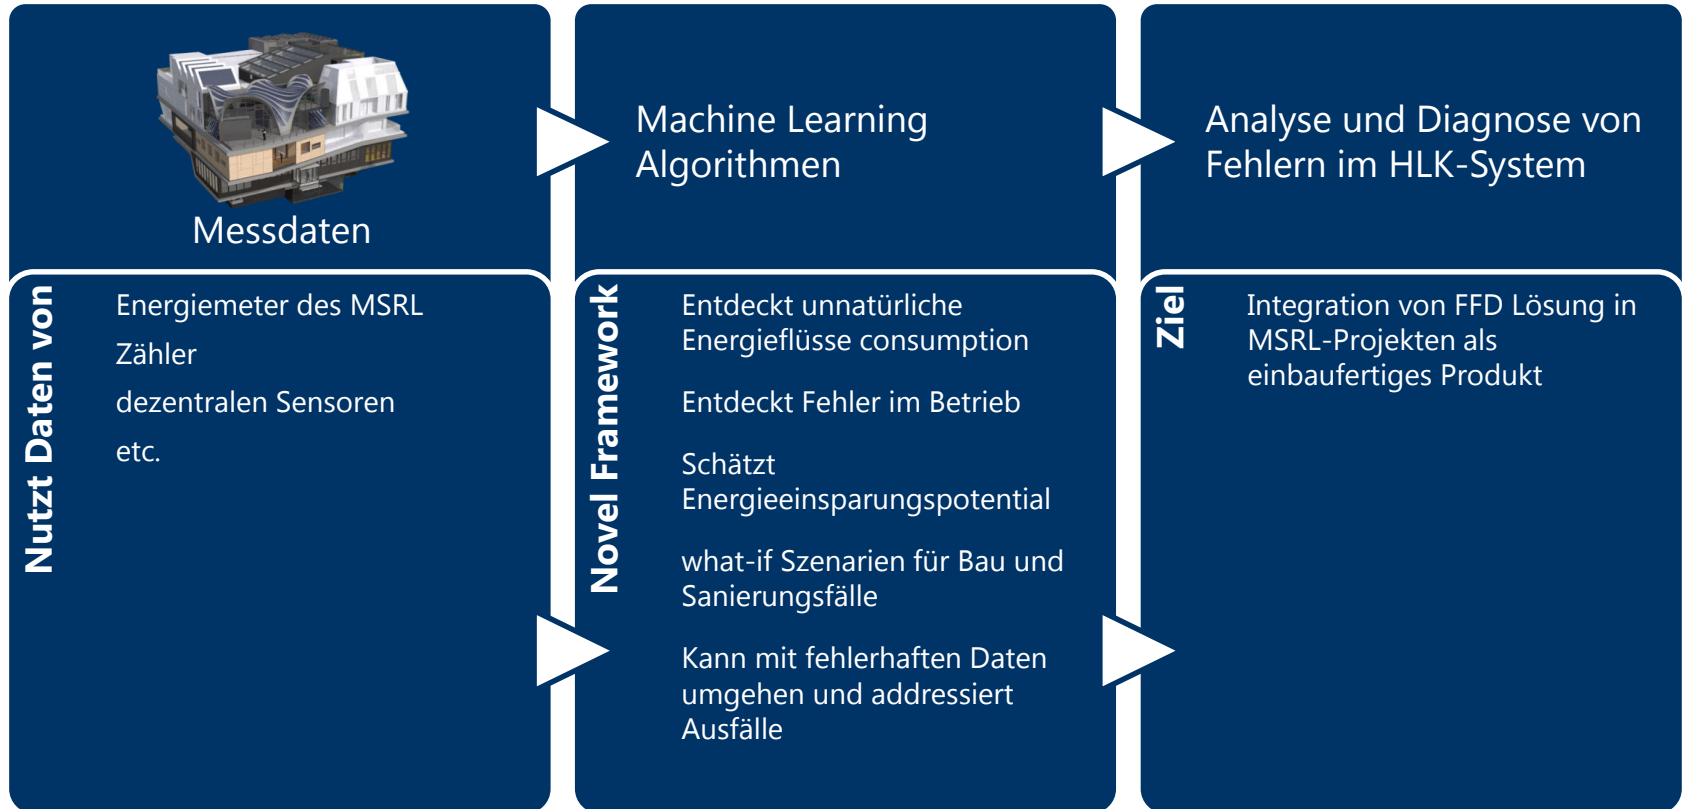 Messdaten
Nutzt Daten von
Energiemeter des MSRL
Zähler
dezentralen Sensoren
etc.
Machine Learning
Algorithmen
Novel Framework
Entdeckt unnatürliche
Energieflüsse consumption
Entdeckt Fehler im Betrieb
Schätzt
Energieeinsparungspotential
what-if Szenarien für Bau und
Sanierungsfälle
Kann mit fehlerhaften Daten
umgehen und addressiert
Ausfälle
Analyse und Diagnose von
Fehlern im HLK-System
Ziel
Integration von FFD Lösung in
MSRL-Projekten als
einbaufertiges Produkt